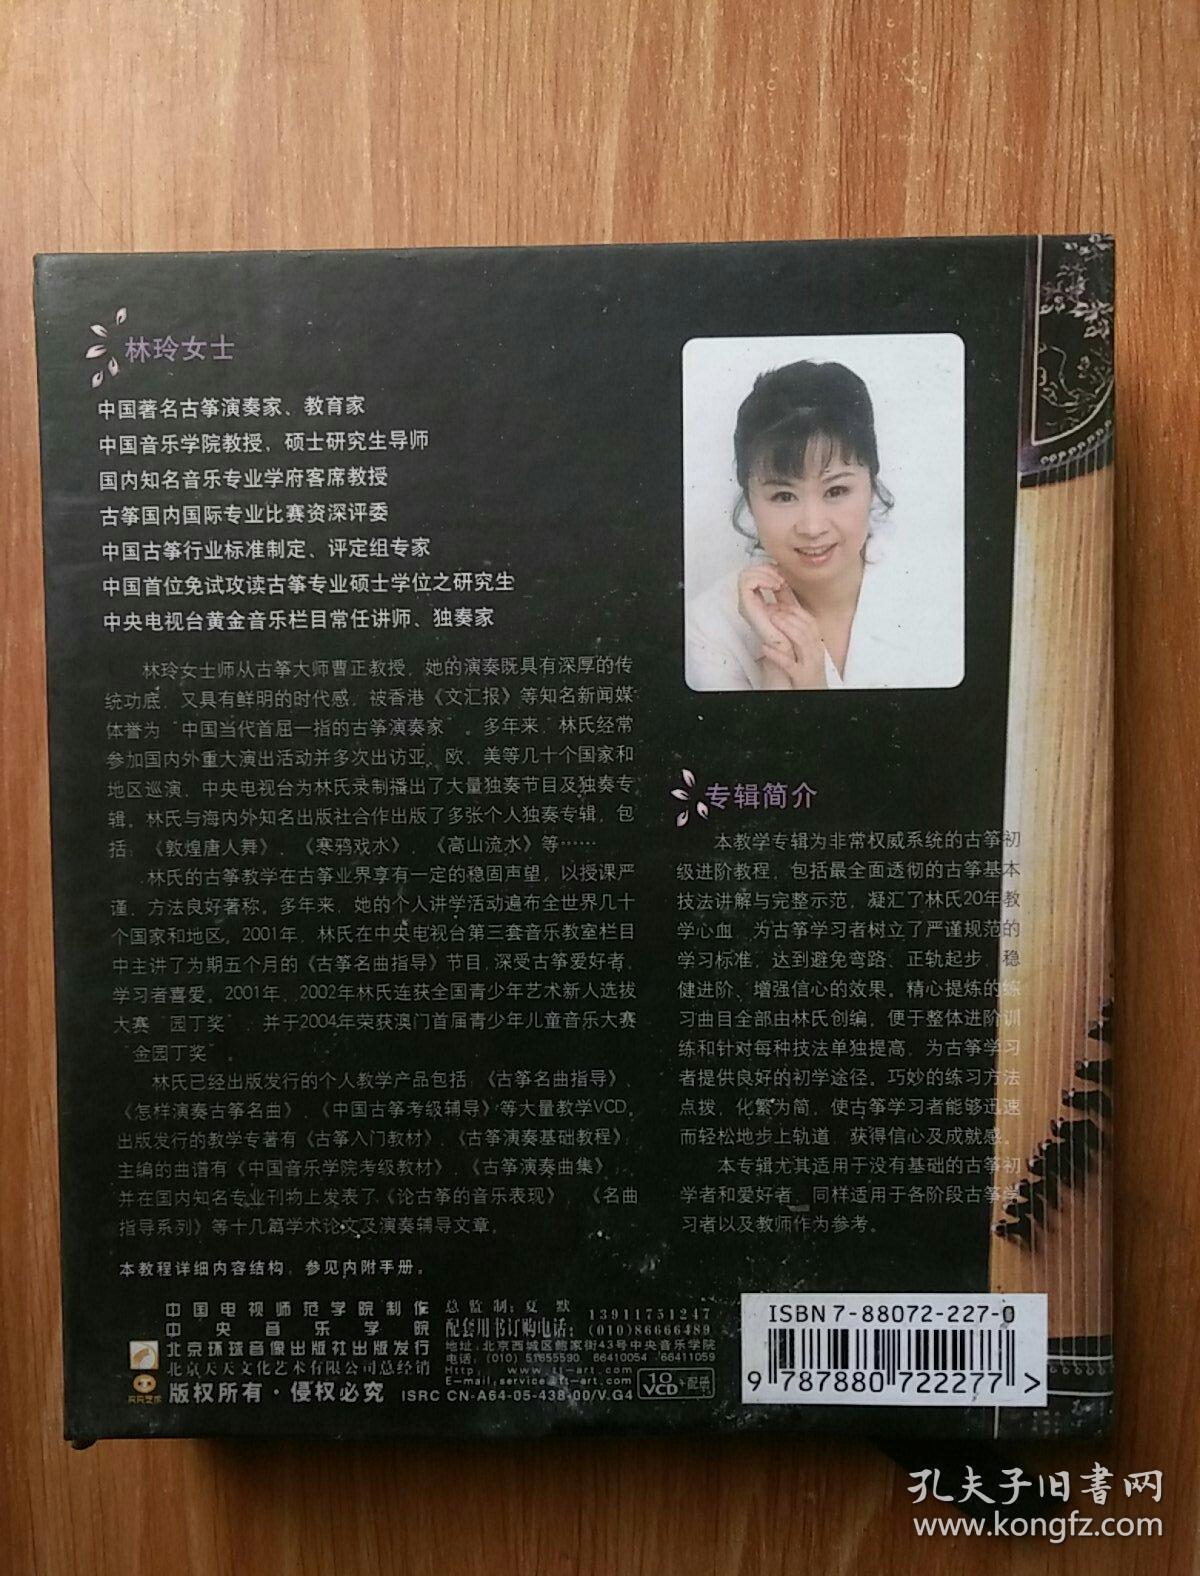 林玲女士
中国著名古筝演奏家、教育家
中国音乐学院教授，硕士研究生导师
国内知名音乐专业学府客席教授
古筝国内国际专业比赛资深评委
中国古筝行业标准制定、评定组专家
中国首位免试攻读古筝专业硕士学位之研究生
中央电视台黄金音乐栏目常任讲师、独奏家
林玲女士师从古筝大师曹正教授，她的演奏既具有深厚的传
统功底，又具有鲜明的时代感，被香港《文汇报》等知名新闻媒
体誉为“中国当代首屈一指的古筝演奏家”。多年来，林氏经常
参加国内外重大演出活动并多次出访亚、欧、美等几十个国家和
地区巡演，中央电视台为林氏录制播出了大量独奏节目及独奏专
辑。林氏与海内外知名出版社合作出版了多张个人独奏专辑，包
括：《敦煌唐人舞》、《寒鸦戏水》、《高山流水》等……
林氏的古筝教学在古筝业界享有一定的稳固声望，以授课严
谨，方法良好著称。多年来，她的个人讲学活动遍布全世界几十
个国家和地区。2001年，林氏在中央电视台第三套音乐教室栏目
中主讲了为期五个月的《古筝名曲指导》节目，深受古筝爱好者，
学习者喜爱。2001年、2002年林氏连获全国青少年艺术新人选拔
大赛“园丁奖”，并于2004年荣获澳门首届青少年儿童音乐大赛
“金园丁奖”。
林氏已经出版发行的个人教学产品包括：《古筝名曲指导》、
《怎样演奏古筝名曲》、《中国古筝考级辅导》等大量教学VCD。
出版发行的教学专著有《古筝入门教材》、《古筝演奏基础教程》；
主编的曲谱有《中国音乐学院考级教材》、《古筝演奏曲集》；
并在国内知名专业刊物上发表了《论古筝的音乐表现》、《名曲
指导系列》等十几篇学术论文及演奏辅导文章。
本教程详细内容结构，参见内附手册。
专辑简介
本教学专辑为非常权威系统的古筝初
级进阶教程，包括最全面透彻的古筝基本
技法讲解与完整示范，凝汇了林氏20年教
学心血，为古筝学习者树立了严谨规范的
学习标准，达到避免弯路、正轨起步，稳
健进阶、增强信心的效果。精心提炼的练
习曲目全部由林氏创编，便于整体进阶训
练和针对每种技法单独提高，为古筝学习
者提供良好的初学途径。巧妙的练习方法
点拨，化繁为简，使古筝学习者能够迅速
而轻松地步上轨道，获得信心及成就感。
本专辑尤其适用于没有基础的古筝初
学者和爱好者，同样适用于各阶段古筝学
习者以及教师作为参考。
中国电视师范学院制作
中央音乐学院
北京环球音像出版社出版发行
北京天天文化艺术有限公司总经销
版权所有·侵权必究
天天艺术
总监制：夏 默 13911751247
配套用书订购电话：（010）86666489
地址：北京西城区鲍家街43号中央音乐学院
电话：（010）51655590 66410054 66411059
Http://www.tt-art.com
E-mail:service@tt-art.com
ISRC CN-A64-05-438-00/V.G4
10 VCD+配册
ISBN 7-88072-227-0
9 787880 722277 >
孔夫子旧书网
www.kongfz.com